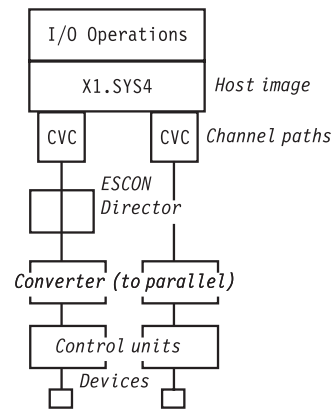 I/O Operations
X1.SYS4 Host image
CVC CVC Channel paths
ESCON
Director
Converter (to parallel)
Control units
Devices